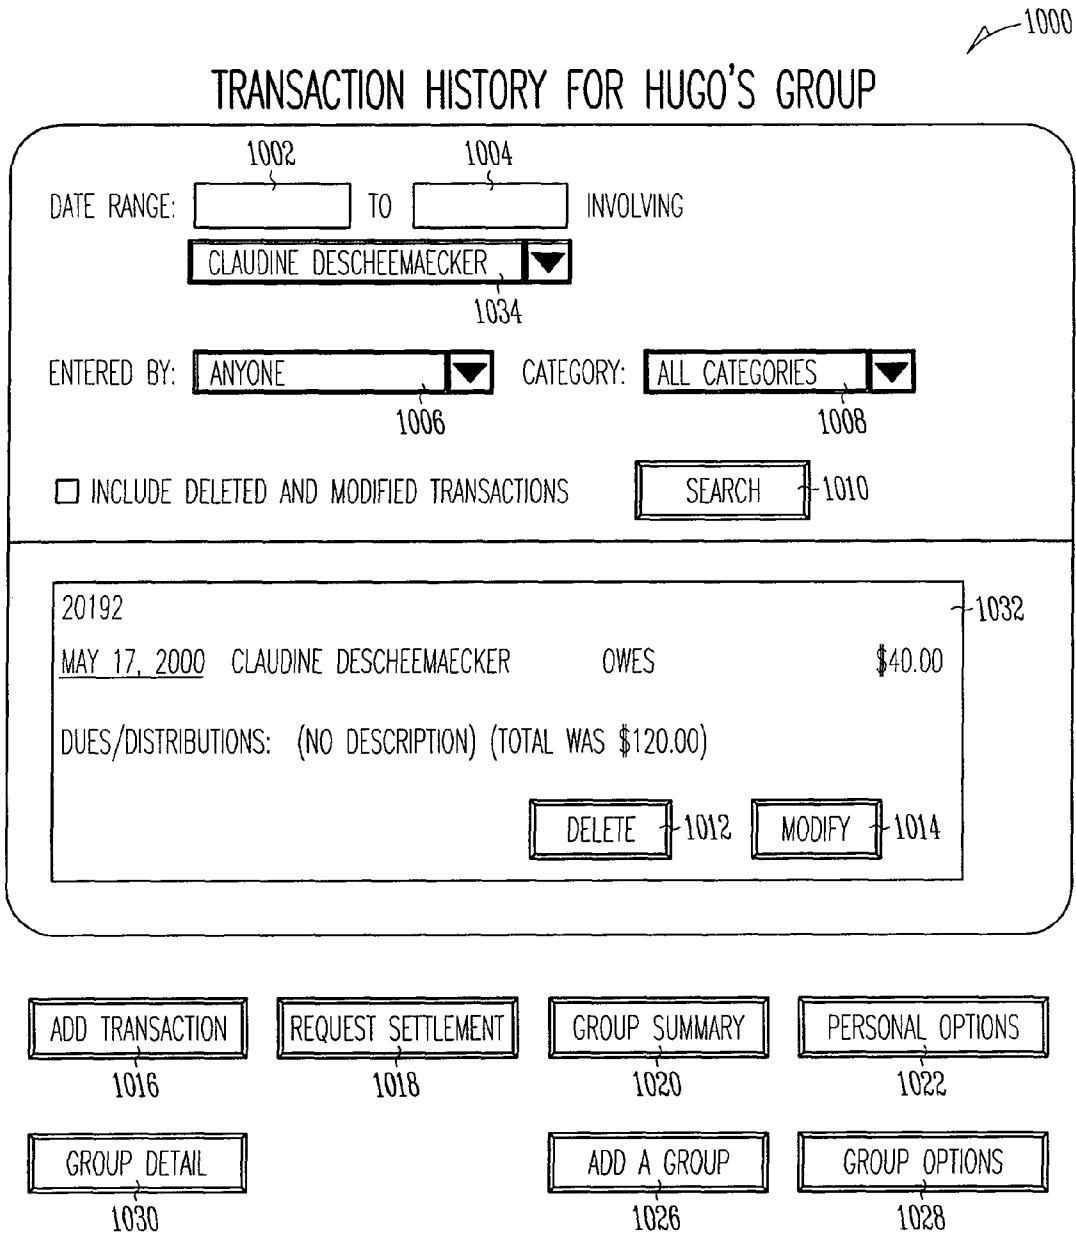 1000
TRANSACTION HISTORY FOR HUGO'S GROUP
1002 1004
DATE RANGE: TO INVOLVING
CLAUDINE DESCHEEMAECKER
1034
ENTERED BY: ANYONE CATEGORY: ALL CATEGORIES
1006 1008
INCLUDE DELETED AND MODIFIED TRANSACTIONS SEARCH 1010
20192 1032
MAY 17, 2000 CLAUDINE DESCHEEMAECKER OWES $40.00
DUES/DISTRIBUTIONS: (NO DESCRIPTION) (TOTAL WAS $120.00)
DELETE 1012 MODIFY 1014
ADD TRANSACTION REQUEST SETTLEMENT GROUP SUMMARY PERSONAL OPTIONS
1016 1018 1020 1022
GROUP DETAIL ADD A GROUP GROUP OPTIONS
1030 1026 1028